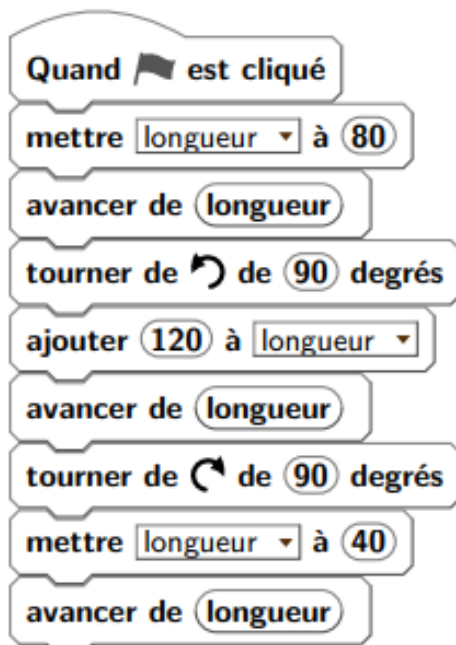 Quand est cliqué
mettre longueur à 80
avancer de longueur
tourner de de 90 degrés
ajouter 120 à longueur
avancer de longueur
tourner de de 90 degrés
mettre longueur à 40
avancer de longueur